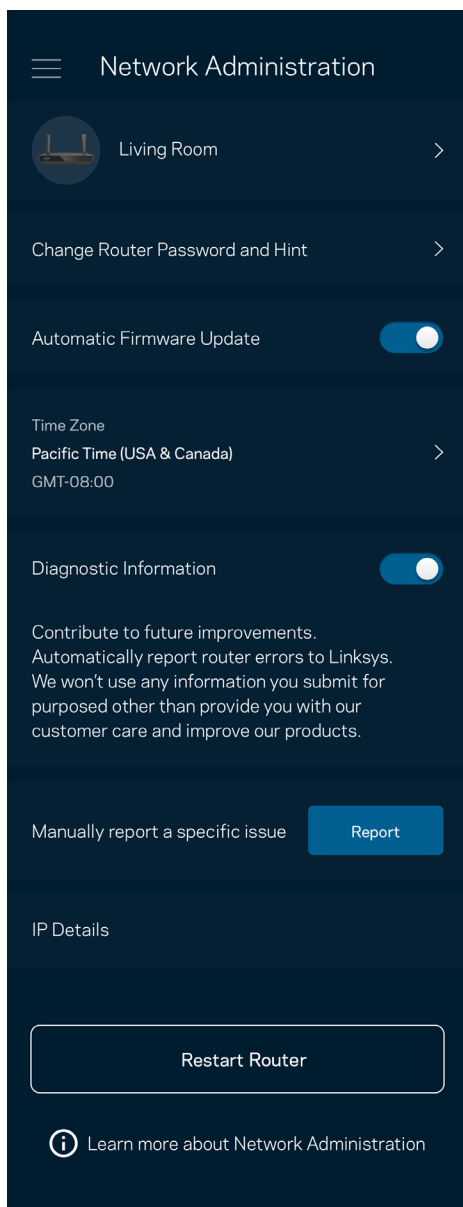 Network Administration
Living Room
Change Router Password and Hint
Automatic Firmware Update
Time Zone
Pacific Time (USA & Canada)
GMT-08:00
Diagnostic Information
Contribute to future improvements.
Automatically report router errors to Linksys.
We won't use any information you submit for
purposed other than provide you with our
customer care and improve our products.
Manually report a specific issue
Report
IP Details
Restart Router
Learn more about Network Administration